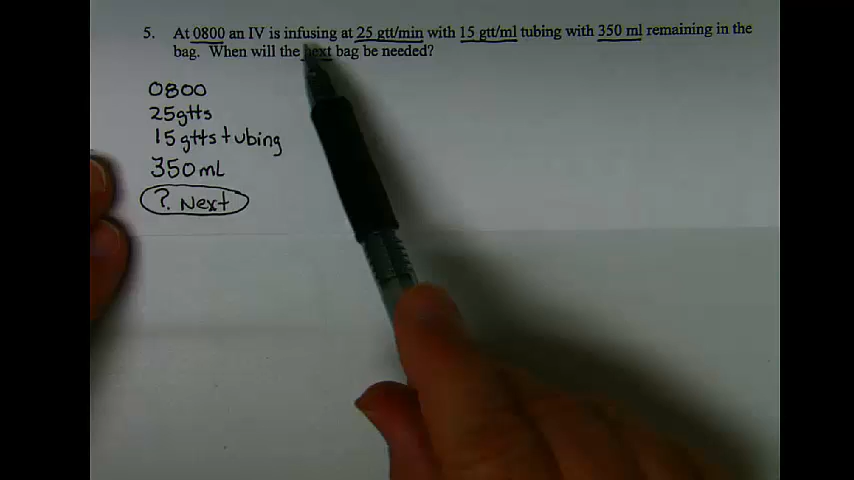 5. At 0800 an IV is infusing at 25 gtt/min with 15 gtt/ml tubing with 350 ml remaining in the
bag. When will the next bag be needed?
0800
25gtts
15gtts tubing
350mL
?. Next